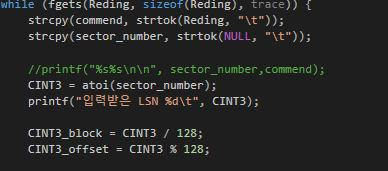 while (fgets(Reding, sizeof(Reding), trace)) {
strcpy(commend, strtok(Reding, "\t"));
strcpy(sector_number, strtok(NULL, "\t"));
//printf("%s%s\n\n", sector_number,commend);
CINT3 = atoi(sector_number);
printf("입력받은 LSN %d\t", CINT3);
CINT3_block = CINT3 / 128;
CINT3_offset = CINT3 % 128;